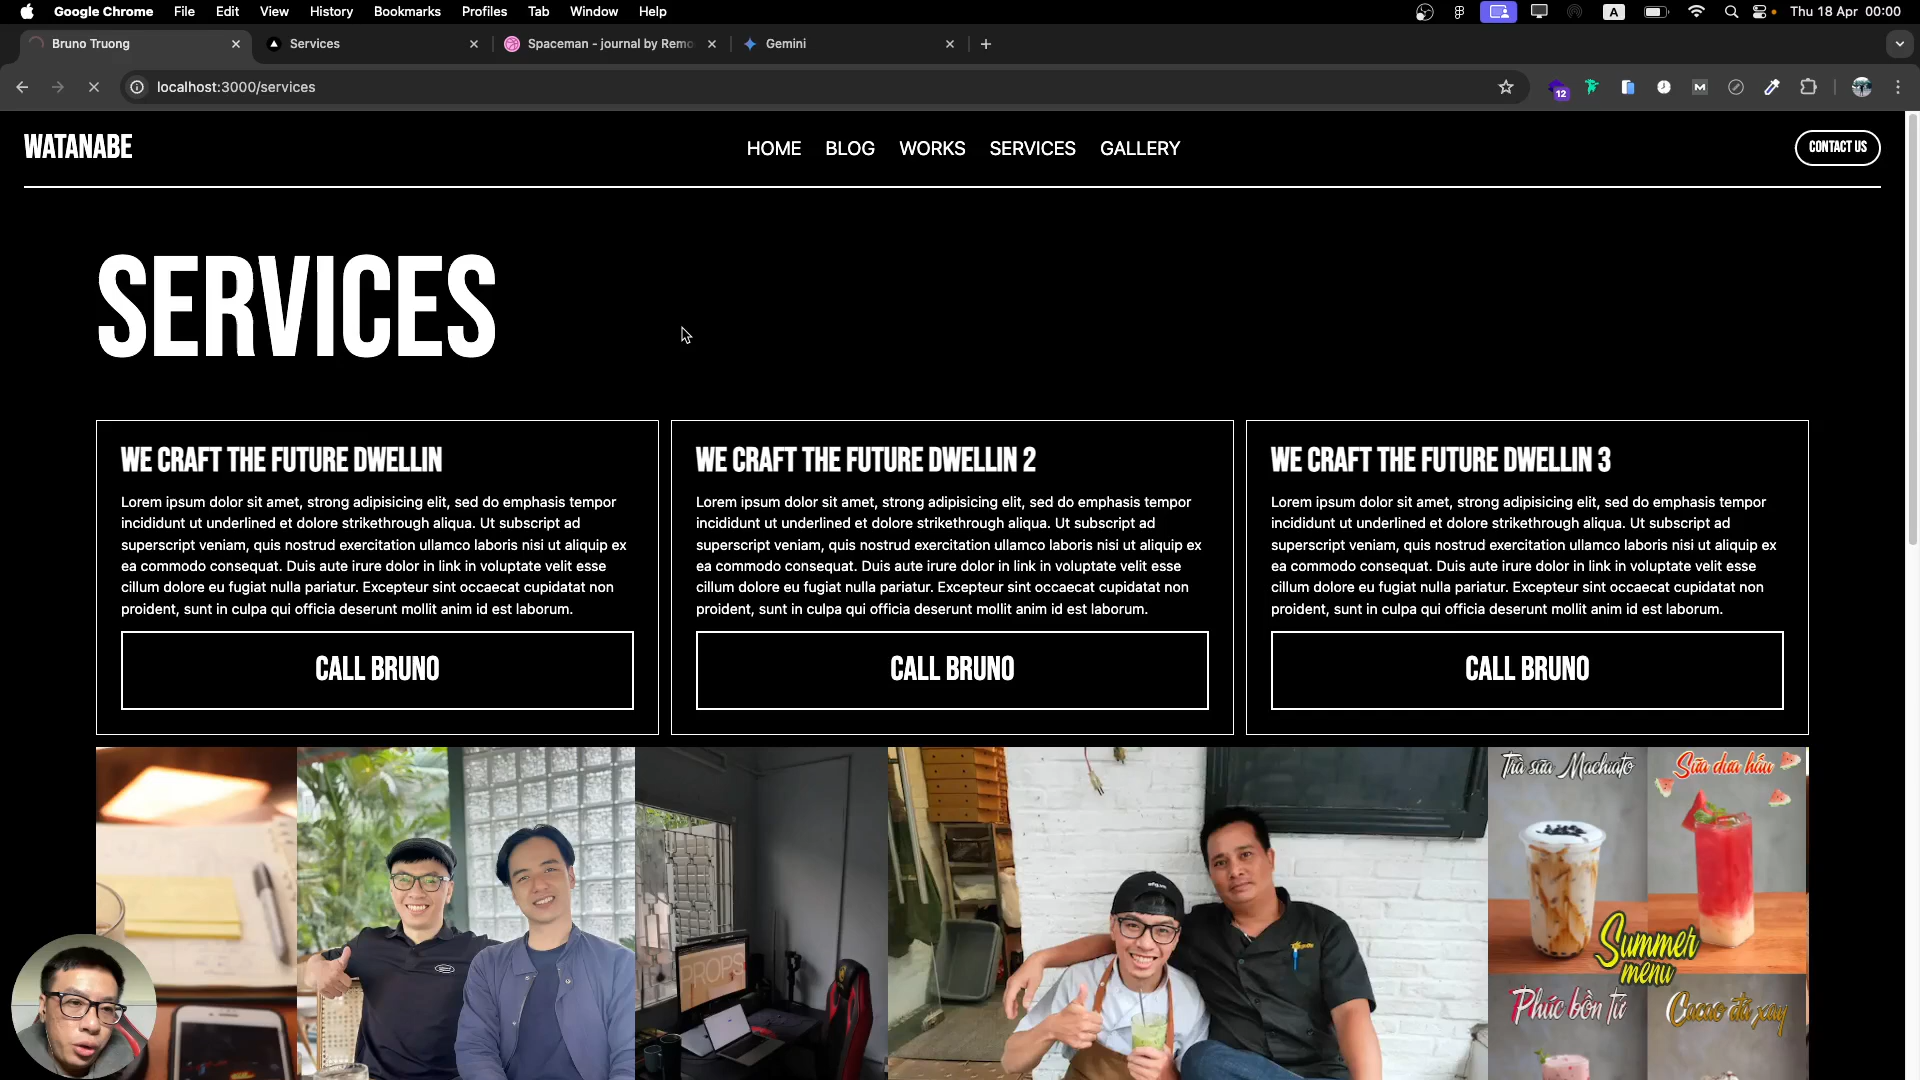 Google Chrome File Edit View History Bookmarks Profiles Tab Window Help
A
Thu 18 Apr 00:00
Bruno Truong
Services
Spaceman - journal by Remo
Gemini
localhost:3000/services
12
WATANABE
HOME BLOG WORKS SERVICES GALLERY
CONTACT US
SERVICES
WE CRAFT THE FUTURE DWELLIN
Lorem ipsum dolor sit amet, strong adipisicing elit, sed do emphasis tempor
incididunt ut underlined et dolore strikethrough aliqua. Ut subscript ad
superscript veniam, quis nostrud exercitation ullamco laboris nisi ut aliquip ex
ea commodo consequat. Duis aute irure dolor in link in voluptate velit esse
cillum dolore eu fugiat nulla pariatur. Excepteur sint occaecat cupidatat non
proident, sunt in culpa qui officia deserunt mollit anim id est laborum.
CALL BRUNO
WE CRAFT THE FUTURE DWELLIN 2
Lorem ipsum dolor sit amet, strong adipisicing elit, sed do emphasis tempor
incididunt ut underlined et dolore strikethrough aliqua. Ut subscript ad
superscript veniam, quis nostrud exercitation ullamco laboris nisi ut aliquip ex
ea commodo consequat. Duis aute irure dolor in link in voluptate velit esse
cillum dolore eu fugiat nulla pariatur. Excepteur sint occaecat cupidatat non
proident, sunt in culpa qui officia deserunt mollit anim id est laborum.
CALL BRUNO
WE CRAFT THE FUTURE DWELLIN 3
Lorem ipsum dolor sit amet, strong adipisicing elit, sed do emphasis tempor
incididunt ut underlined et dolore strikethrough aliqua. Ut subscript ad
superscript veniam, quis nostrud exercitation ullamco laboris nisi ut aliquip ex
ea commodo consequat. Duis aute irure dolor in link in voluptate velit esse
cillum dolore eu fugiat nulla pariatur. Excepteur sint occaecat cupidatat non
proident, sunt in culpa qui officia deserunt mollit anim id est laborum.
CALL BRUNO
PROPS
Trà sữa Machiato
Sữa dưa hấu
Summer
menu
Phúc bồn tử
Cacao đá xay